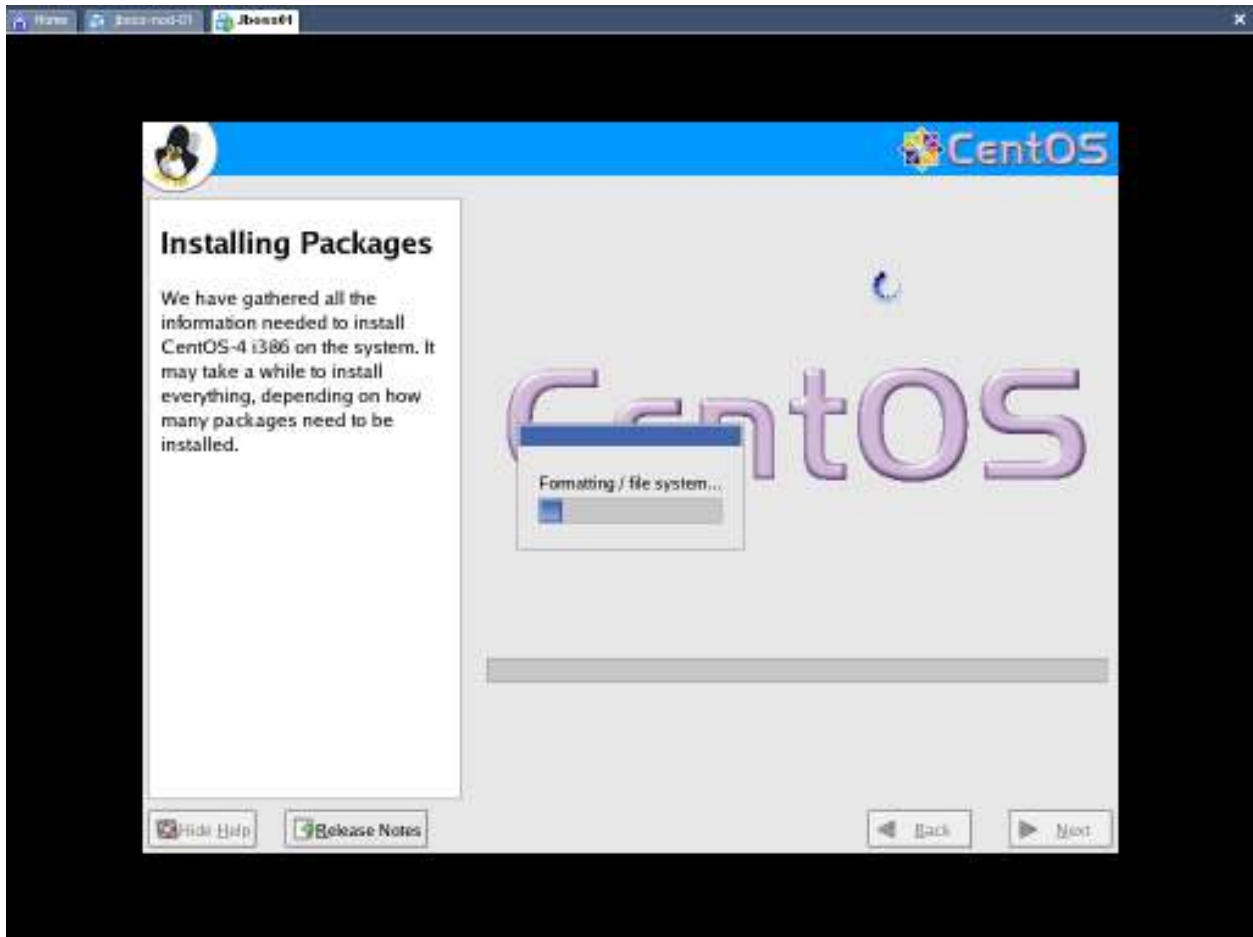 Home
Jboss01
CentOS
Installing Packages
We have gathered all the
information needed to install
CentOS-4 i386 on the system. It
may take a while to install
everything, depending on how
many packages need to be
installed.
CentOS
Formatting / file system...
Hide Help
Release Notes
Back
Next